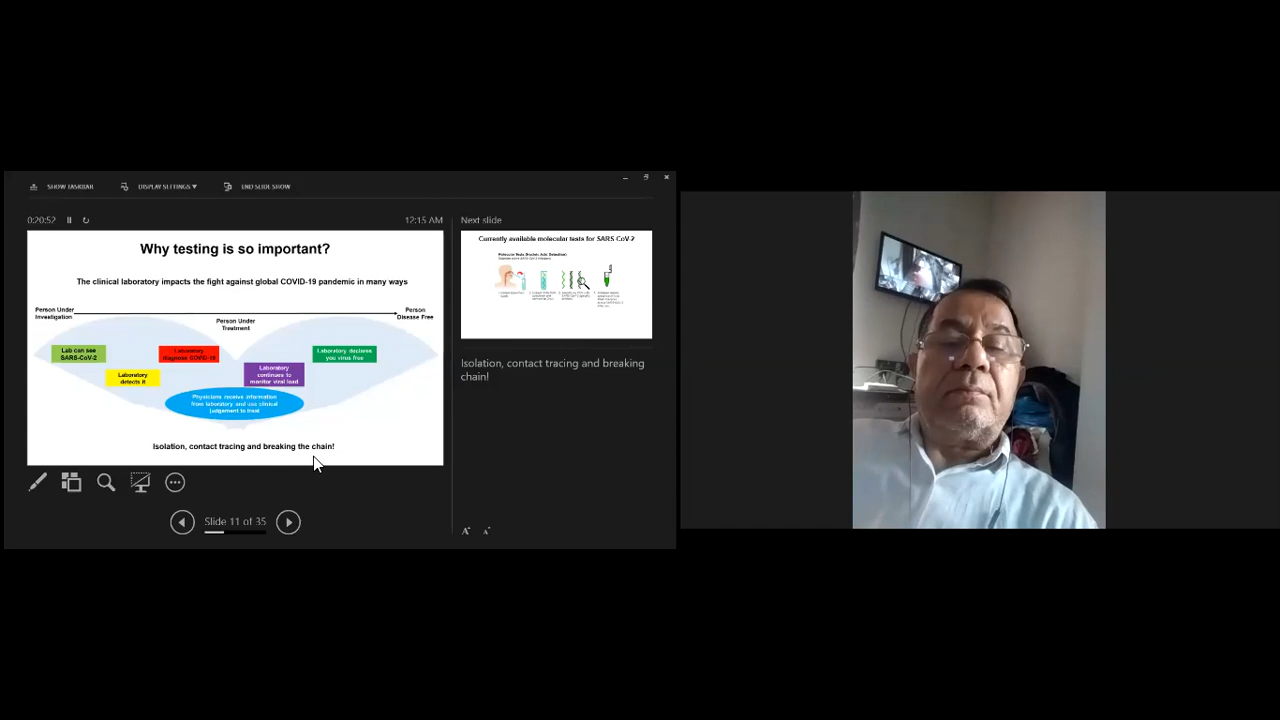 SHOW TASKBAR
DISPLAY SETTINGS
END SLIDE SHOW
0:20:52
12:15 AM
Why testing is so important?
The clinical laboratory impacts the fight against global COVID-19 pandemic in many ways
Person Under
Investigation
Person Under
Treatment
Person
Disease Free
Lab can see
SARS-CoV-2
Laboratory
detects it
Laboratory
diagnose COVID-19
Laboratory
continues to
monitor viral load
Laboratory declares
you virus free
Physicians receive information
from laboratory and use clinical
judgement to treat
Isolation, contact tracing and breaking the chain!
Slide 11 of 35
Next slide
Currently available molecular tests for SARS CoV-2
Isolation, contact tracing and breaking
chain!